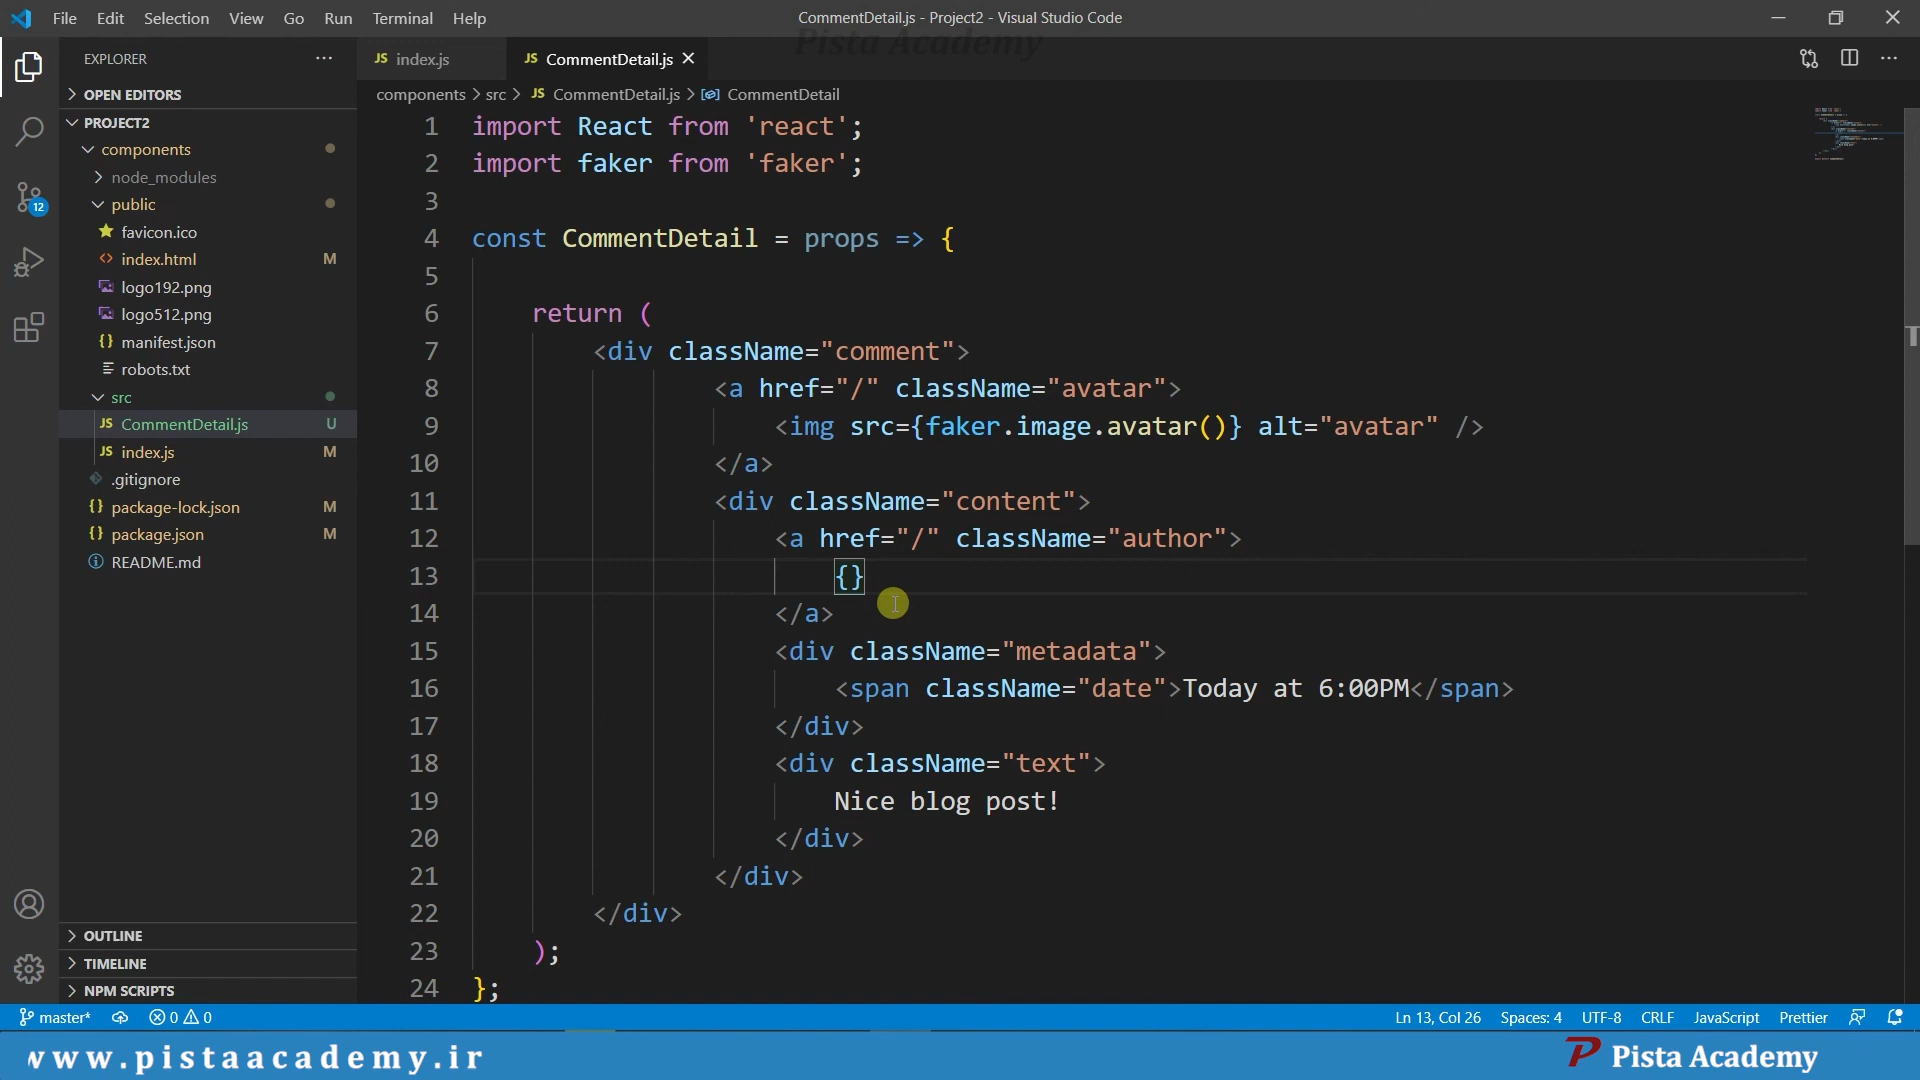 File Edit Selection View Go Run Terminal Help
CommentDetail.js - Project2 - Visual Studio Code
Pista Academy
EXPLORER
OPEN EDITORS
PROJECT2
components
node_modules
public
favicon.ico
index.html M
logo192.png
logo512.png
manifest.json
robots.txt
src
CommentDetail.js U
index.js M
.gitignore
package-lock.json M
package.json M
README.md
OUTLINE
TIMELINE
NPM SCRIPTS
12
JS index.js
JS CommentDetail.js
components > src > JS CommentDetail.js > CommentDetail
1 import React from 'react';
2 import faker from 'faker';
3
4 const CommentDetail = props => {
5
6 return (
7 <div className="comment">
8 <a href="/" className="avatar">
9 <img src={faker.image.avatar()} alt="avatar" />
10 </a>
11 <div className="content">
12 <a href="/" className="author">
13 {}
14 </a>
15 <div className="metadata">
16 <span className="date">Today at 6:00PM</span>
17 </div>
18 <div className="text">
19 Nice blog post!
20 </div>
21 </div>
22 </div>
23 );
24 };
master* 0 0 Ln 13, Col 26 Spaces: 4 UTF-8 CRLF JavaScript Prettier
www.pistaacademy.ir
Pista Academy